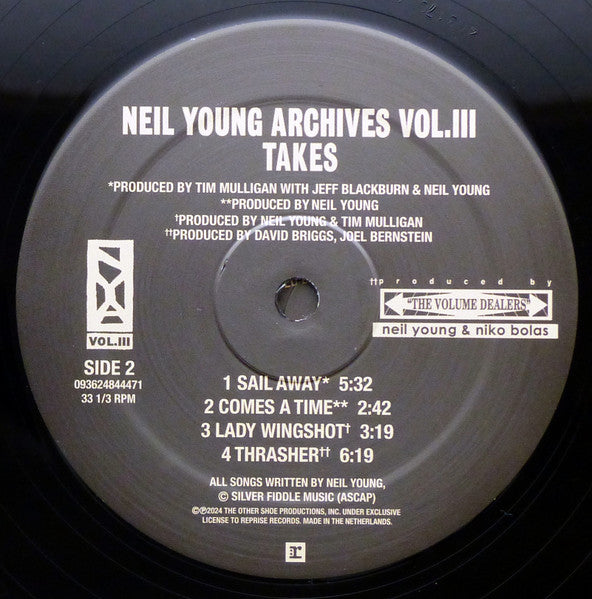 NEIL YOUNG ARCHIVES VOL.III
TAKES
*PRODUCED BY TIM MULLIGAN WITH JEFF BLACKBURN & NEIL YOUNG
**PRODUCED BY NEIL YOUNG
†PRODUCED BY NEIL YOUNG & TIM MULLIGAN
††PRODUCED BY DAVID BRIGGS, JOEL BERNSTEIN
NYA
VOL.III
SIDE 2
093624844471
33 1/3 RPM
††produced by
"THE VOLUME DEALERS"
neil young & niko bolas
1 SAIL AWAY* 5:32
2 COMES A TIME** 2:42
3 LADY WINGSHOT† 3:19
4 THRASHER†† 6:19
ALL SONGS WRITTEN BY NEIL YOUNG,
© SILVER FIDDLE MUSIC (ASCAP)
©℗2024 THE OTHER SHOE PRODUCTIONS, INC. UNDER EXCLUSIVE
LICENSE TO REPRISE RECORDS. MADE IN THE NETHERLANDS.
r